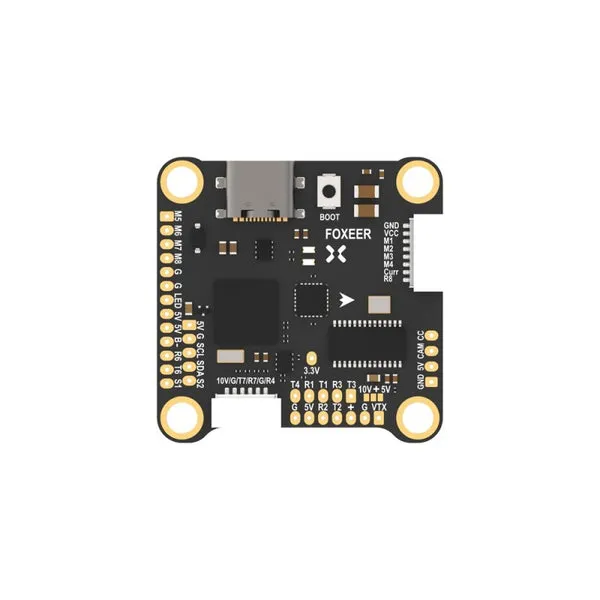 BOOT
FOXEER
GND
VCC
M1
M2
M3
M4
Curr
R8
M5 M6 M7 M8 G G LED 5V 5V B- R6 T6 S1
5V G SCL SDA S2
3.3V
10V/G/T7/R7/G/R4
T4 R1 T1 R3 T3
G 5V R2 T2 + G VTX
10V+5V
GND 5V CAM CC